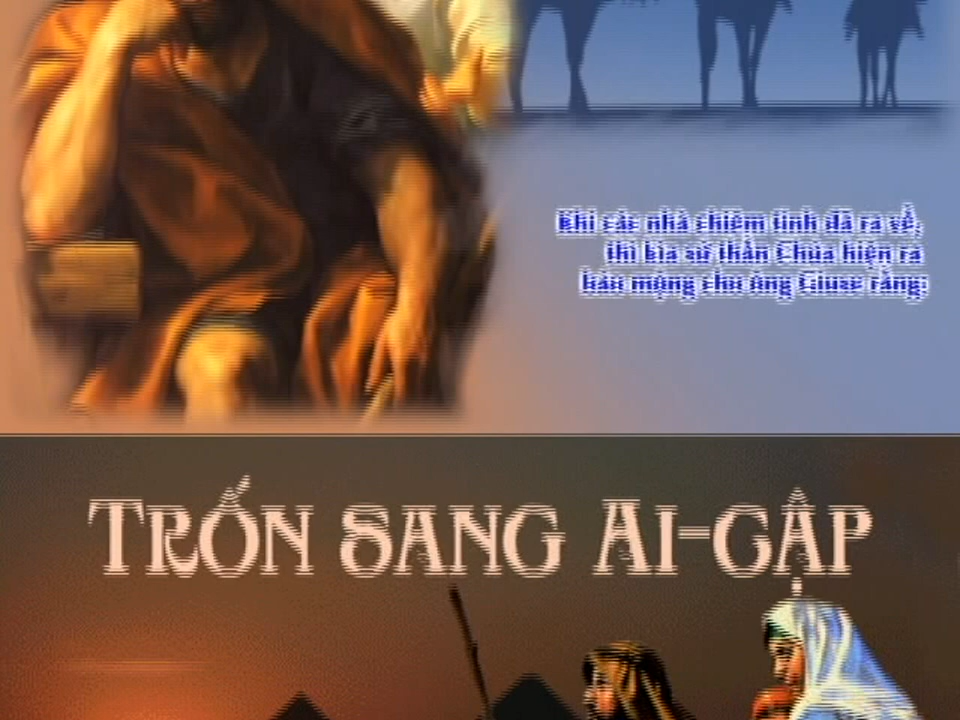 Khi các nhà chiêm tinh đã ra về,
thì kìa sứ thần Chúa hiện ra
báo mộng cho ông Giuse rằng:
TRỐN SANG AI-CẬP